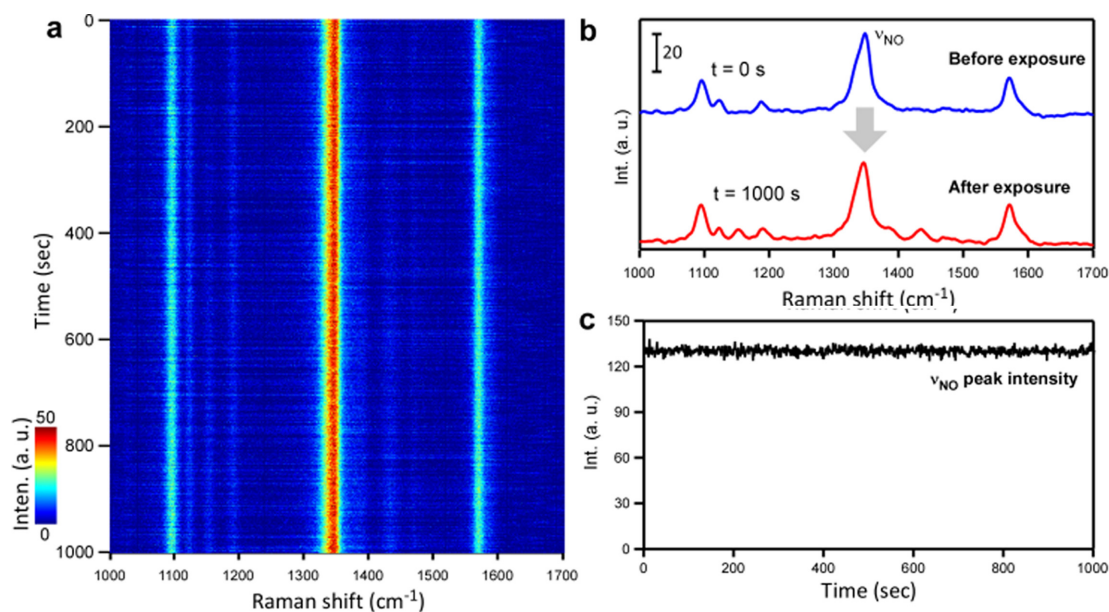 a
0
200
400
600
800
1000
Time (sec)
50
0
Inten. (a. u.)
1000 1100 1200 1300 1400 1500 1600 1700
Raman shift (cm⁻¹)
b
20
t = 0 s
νNO
Before exposure
t = 1000 s
After exposure
Int. (a. u.)
1000 1100 1200 1300 1400 1500 1600 1700
Raman shift (cm⁻¹)
c
150
120
90
60
30
0
Int. (a. u.)
νNO peak intensity
0 200 400 600 800 1000
Time (sec)